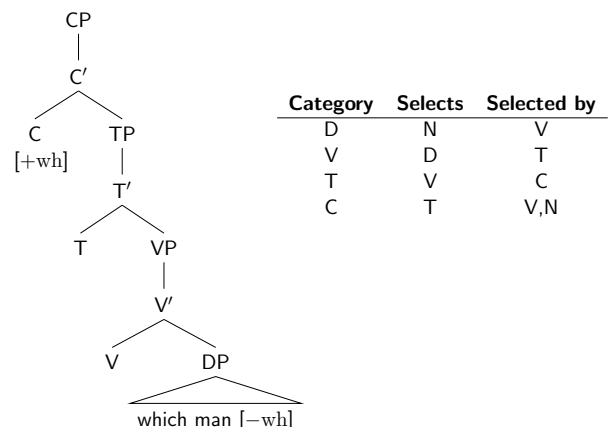 CP
C′
C TP
[+wh]
T′
T VP
V′
V DP
which man [−wh]
Category Selects Selected by
D N V
V D T
T V C
C T V,N